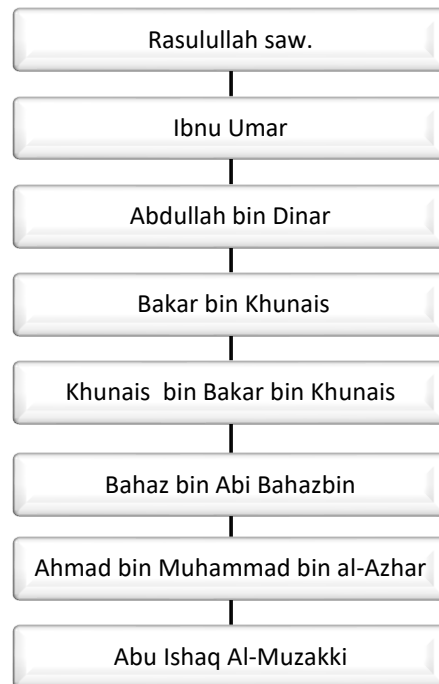 Rasulullah saw.
Ibnu Umar
Abdullah bin Dinar
Bakar bin Khunais
Khunais bin Bakar bin Khunais
Bahaz bin Abi Bahazbin
Ahmad bin Muhammad bin al-Azhar
Abu Ishaq Al-Muzakki